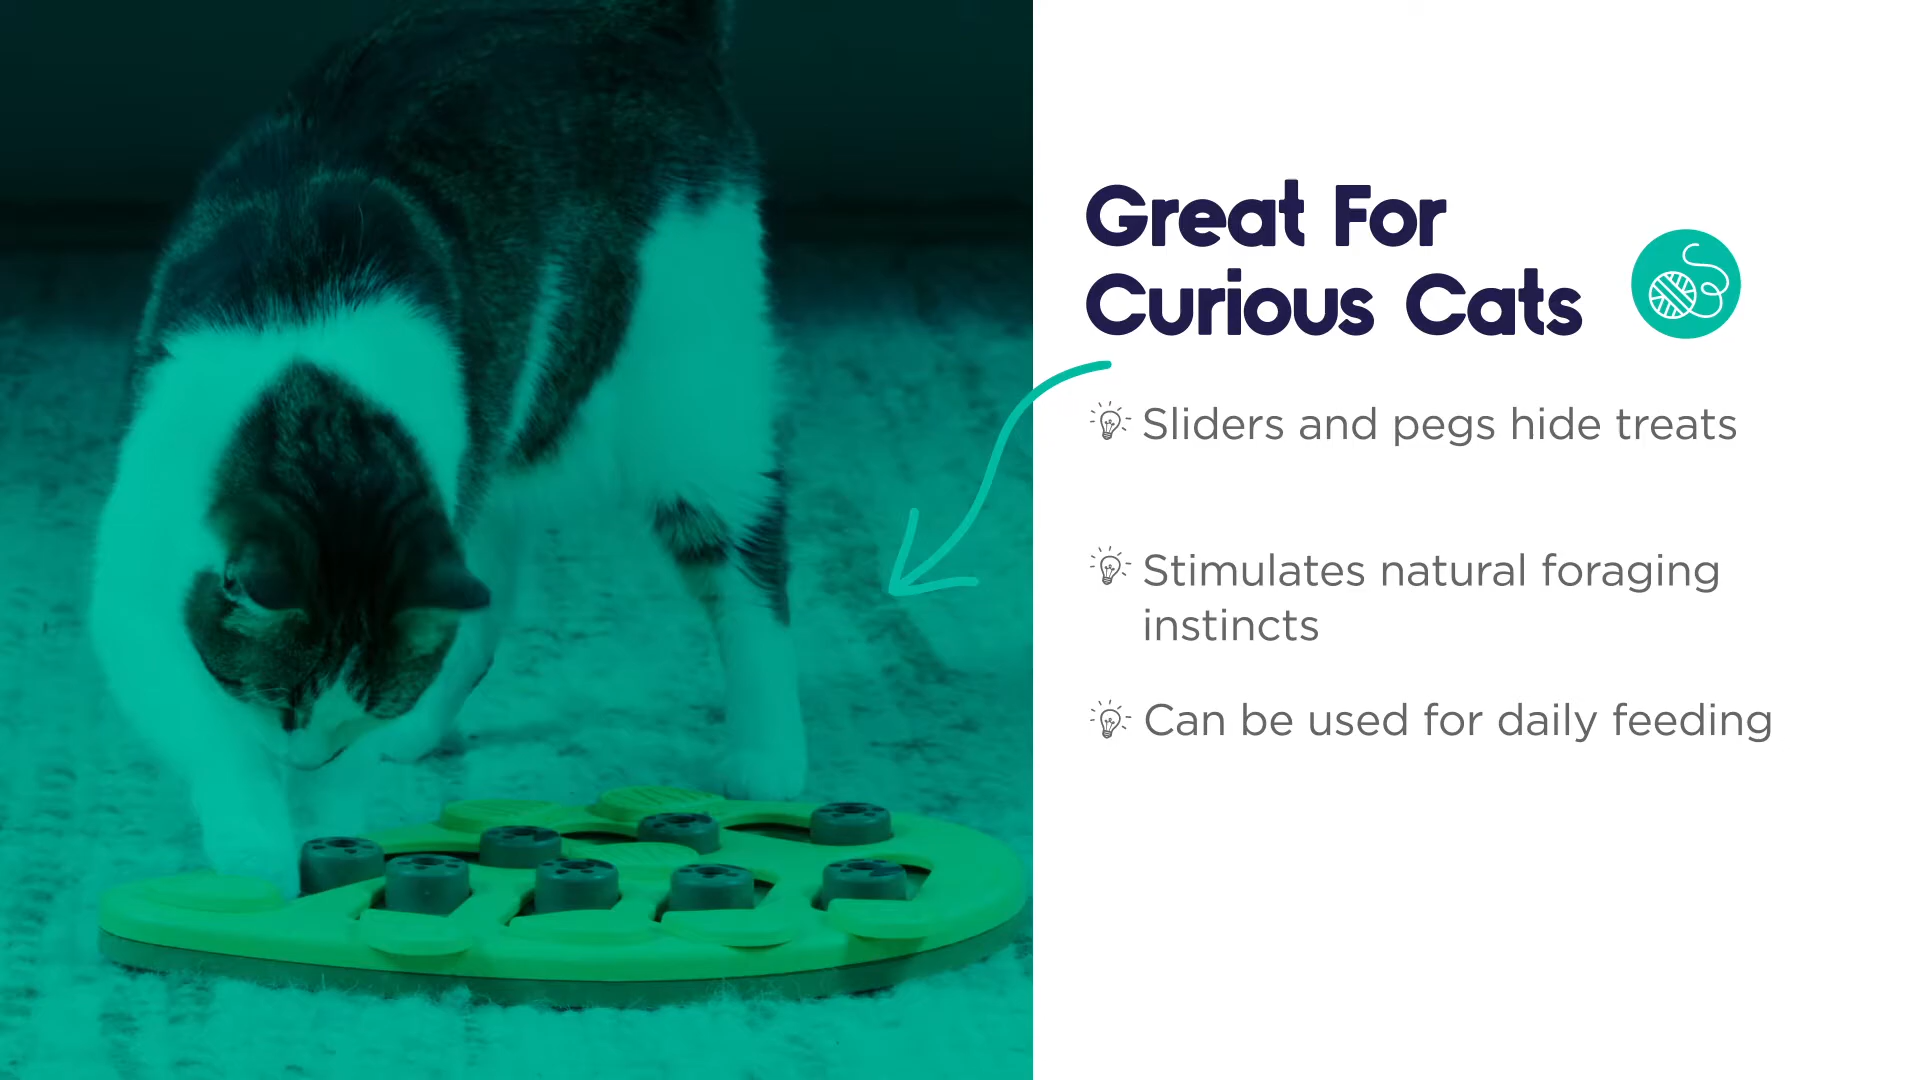 Great For
Curious Cats
Sliders and pegs hide treats
Stimulates natural foraging
instincts
Can be used for daily feeding